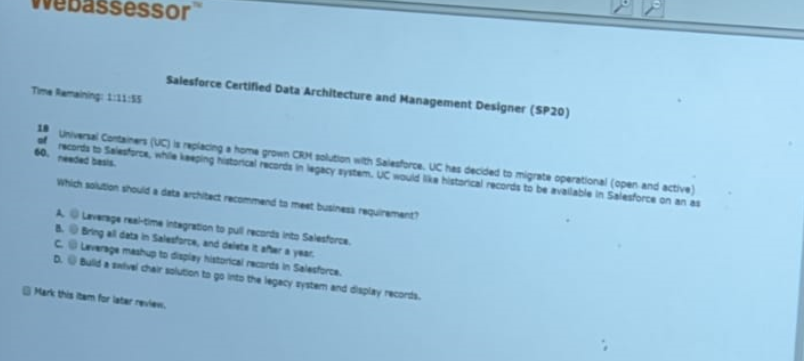 Webassessor™
Salesforce Certified Data Architecture and Management Designer (SP20)
Time Remaining: 1:11:55
18 of 60. Universal Containers (UC) is replacing a home grown CRM solution with Salesforce. UC has decided to migrate operational (open and active)
records to Salesforce, while keeping historical records in legacy system. UC would like historical records to be available in Salesforce on an as
needed basis.
Which solution should a data architect recommend to meet business requirement?
A. Leverage real-time integration to pull records into Salesforce.
B. Bring all data in Salesforce, and delete it after a year.
C. Leverage mashup to display historical records in Salesforce.
D. Build a swivel chair solution to go into the legacy system and display records.
Mark this item for later review.